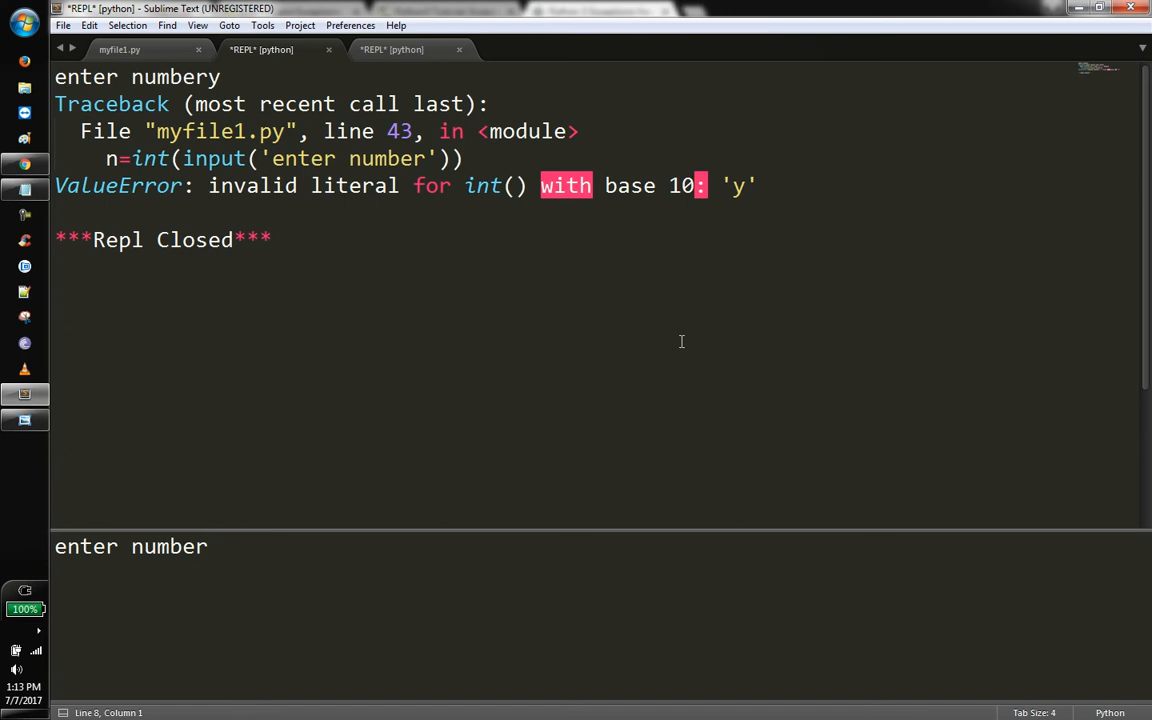 *REPL* [python] - Sublime Text (UNREGISTERED)
File Edit Selection Find View Goto Tools Project Preferences Help
myfile1.py *REPL* [python] *REPL* [python]
enter numbery
Traceback (most recent call last):
File "myfile1.py", line 43, in <module>
n=int(input('enter number'))
ValueError: invalid literal for int() with base 10: 'y'
***Repl Closed***
enter number
100%
1:13 PM
7/7/2017
Line 8, Column 1 Tab Size: 4 Python